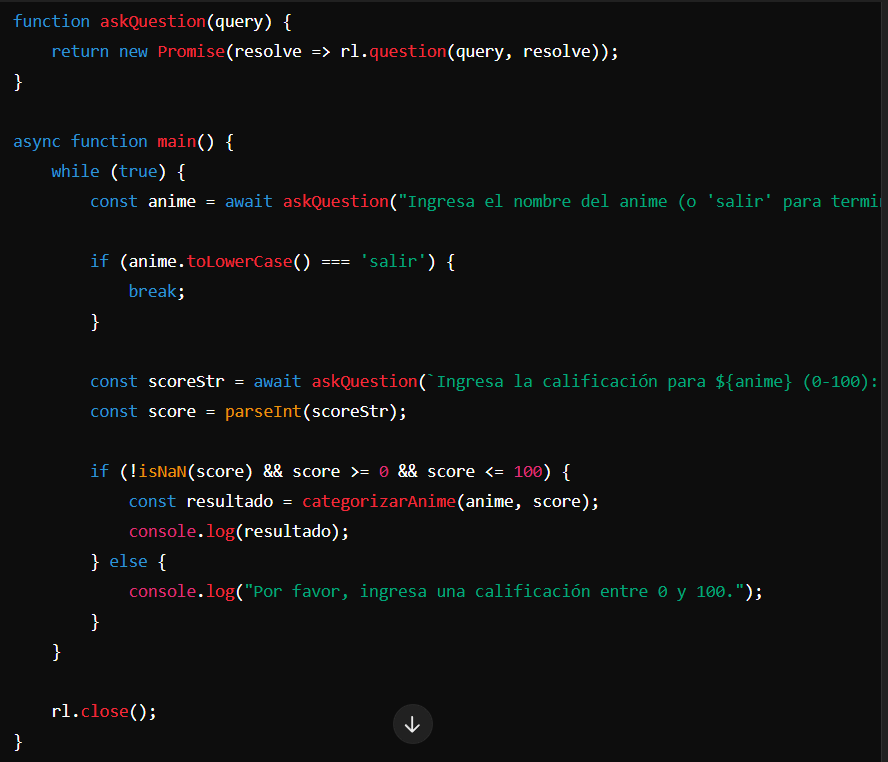 function askQuestion(query) {
    return new Promise(resolve => rl.question(query, resolve));
}
async function main() {
    while (true) {
        const anime = await askQuestion("Ingresa el nombre del anime (o 'salir' para
        if (anime.toLowerCase() === 'salir') {
            break;
        }
        const scoreStr = await askQuestion(`Ingresa la calificación para ${anime} (0-100):
        const score = parseInt(scoreStr);
        if (!isNaN(score) && score >= 0 && score <= 100) {
            const resultado = categorizarAnime(anime, score);
            console.log(resultado);
        } else {
            console.log("Por favor, ingresa una calificación entre 0 y 100.");
        }
    }
    rl.close();
}